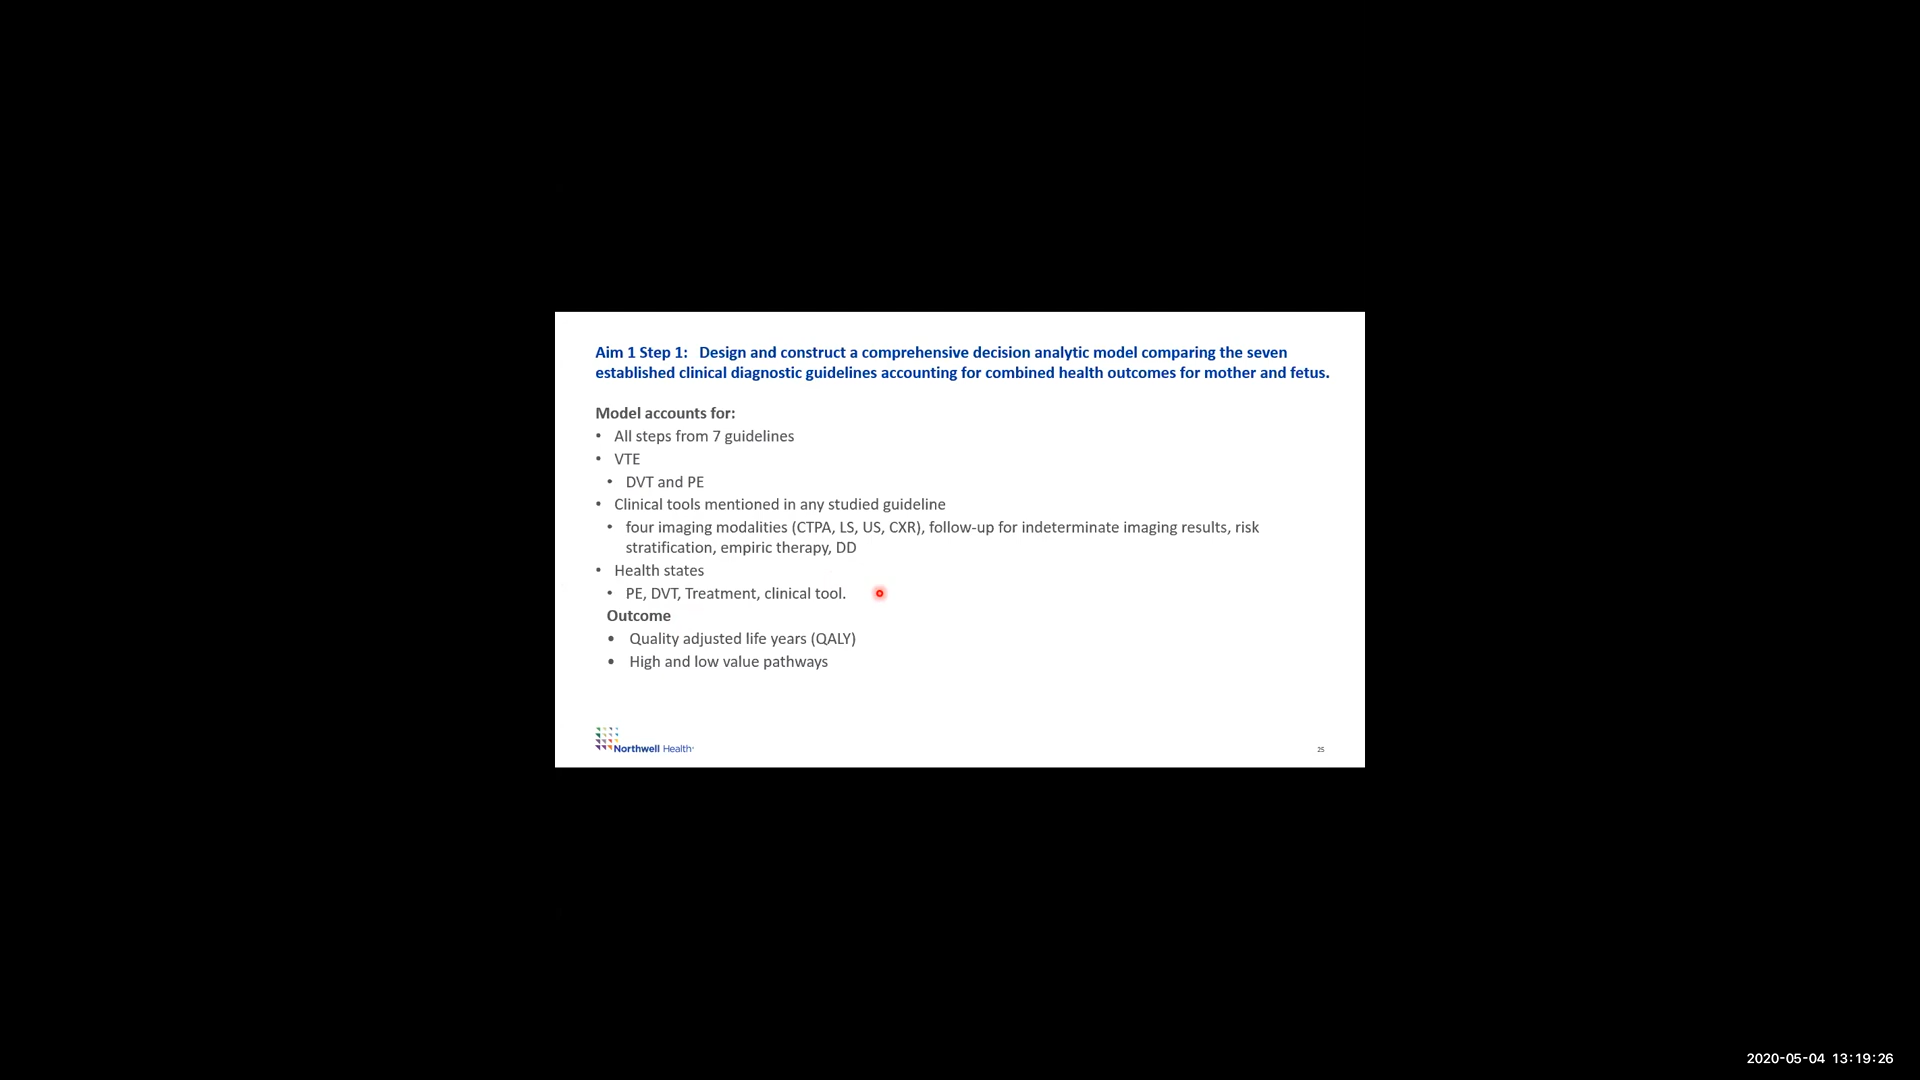 Aim 1 Step 1: Design and construct a comprehensive decision analytic model comparing the seven
established clinical diagnostic guidelines accounting for combined health outcomes for mother and fetus.
Model accounts for:
• All steps from 7 guidelines
• VTE
• DVT and PE
• Clinical tools mentioned in any studied guideline
• four imaging modalities (CTPA, LS, US, CXR), follow-up for indeterminate imaging results, risk
stratification, empiric therapy, DD
• Health states
• PE, DVT, Treatment, clinical tool.
Outcome
• Quality adjusted life years (QALY)
• High and low value pathways
Northwell Health
25
2020-05-04 13:19:26